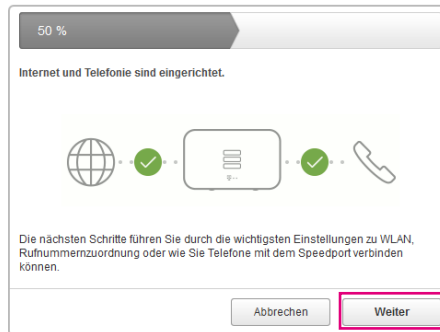 50 %
Internet und Telefonie sind eingerichtet.
Die nächsten Schritte führen Sie durch die wichtigsten Einstellungen zu WLAN,
Rufnummernzuordnung oder wie Sie Telefone mit dem Speedport verbinden
können.
Abbrechen
Weiter